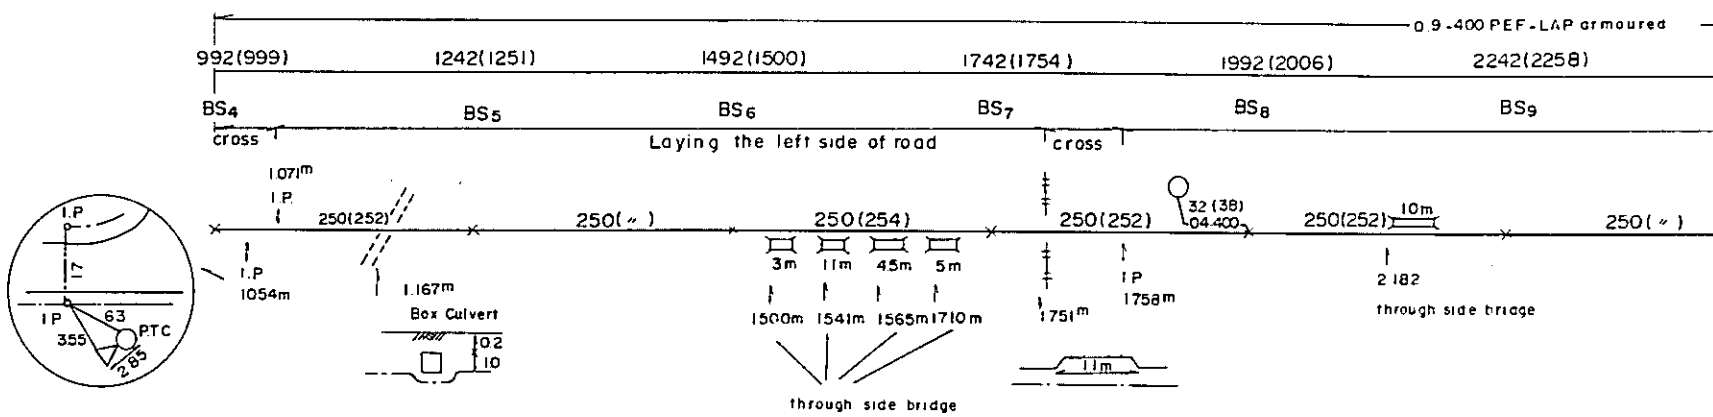 0.9-400 PEF-LAP armoured
992(999) 1242(1251) 1492(1500) 1742(1754) 1992(2006) 2242(2258)
BS4 BS5 BS6 BS7 BS8 BS9
cross Laying the left side of road cross
1.071m
I.P.
250(252) 250(〃) 250(254) 250(252) 32(38) 250(252) 10m 250(〃)
04.400
I.P
17
I.P
63
355
P.T.C
2.85
I.P
1054m
1.167m
Box Culvert
0.2
1.0
3m 11m 4.5m 5m
1500m 1541m 1565m 1710m
through side bridge
1751m
I.P
1758m
11m
2.182
through side bridge